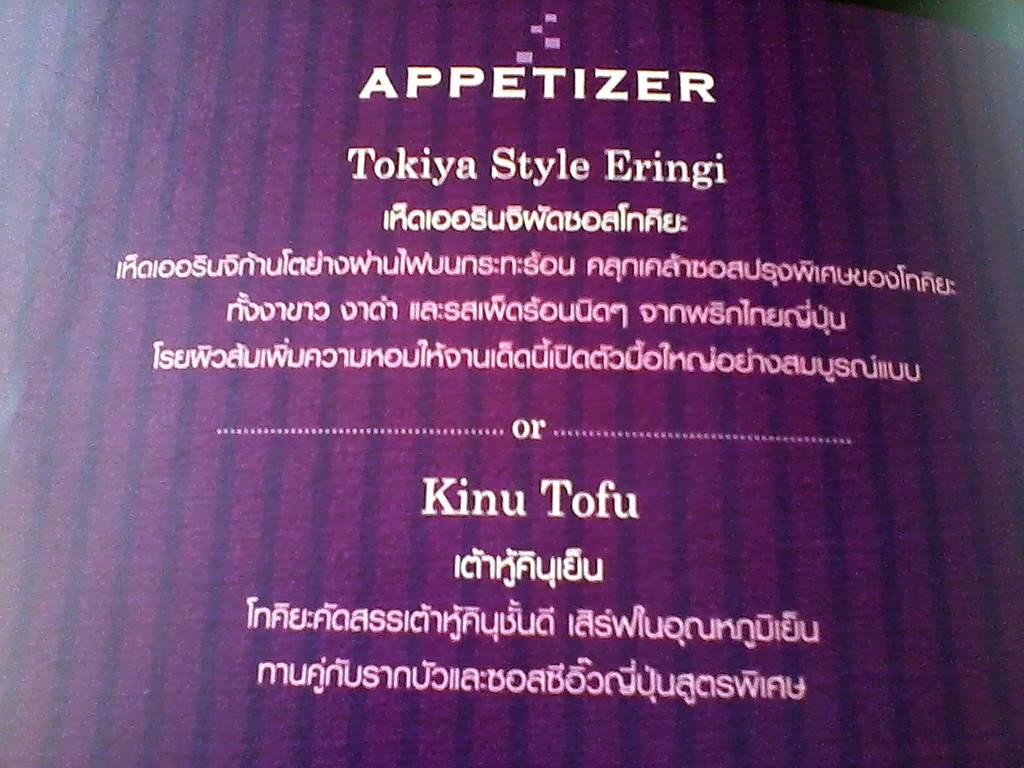 APPETIZER
Tokiya Style Eringi
เห็ดเออรินจิผัดซอสโทคิยะ
เห็ดเออรินจิก้านโตย่างผ่านไฟบนกระทะร้อน คลุกเคล้าซอสปรุงพิเศษของโทคิยะ
ทั้งงาขาว งาดำ และรสเผ็ดร้อนนิดๆ จากพริกไทยญี่ปุ่น
โรยผิวส้มเพิ่มความหอมให้จานเด็ดนี้เปิดตัวมื้อใหญ่อย่างสมบูรณ์แบบ
or
Kinu Tofu
เต้าหู้คินุเย็น
โทคิยะคัดสรรเต้าหู้คินุชั้นดี เสิร์ฟในอุณหภูมิเย็น
ทานคู่กับรากบัวและซอสซีอิ๊วญี่ปุ่นสูตรพิเศษ